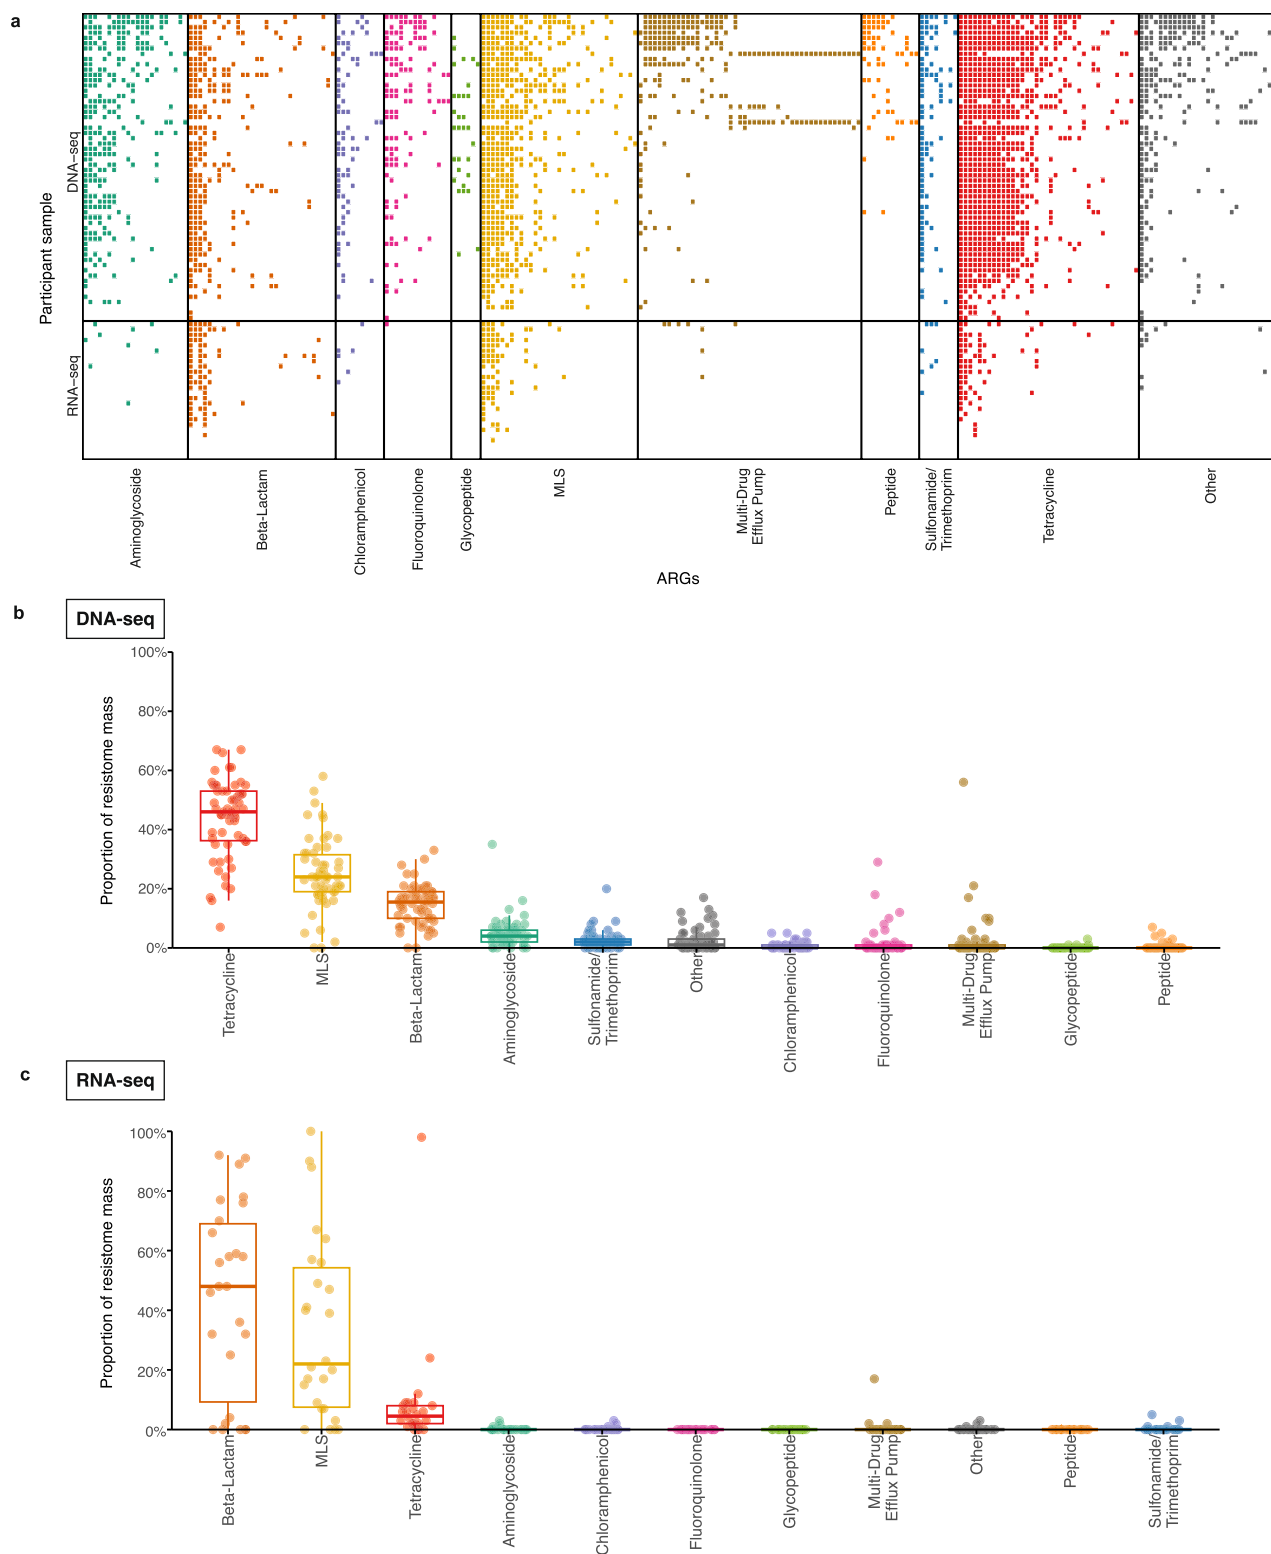 a
DNA–seq
RNA–seq
Participant sample
Aminoglycoside
Beta-Lactam
Chloramphenicol
Fluoroquinolone
Glycopeptide
MLS
Multi-Drug
Efflux Pump
Peptide
Sulfonamide/
Trimethoprim
Tetracycline
Other
ARGs
b
DNA-seq
100%
80%
60%
40%
20%
0%
Proportion of resistome mass
Tetracycline
MLS
Beta-Lactam
Aminoglycoside
Sulfonamide/
Trimethoprim
Other
Chloramphenicol
Fluoroquinolone
Multi-Drug
Efflux Pump
Glycopeptide
Peptide
c
RNA-seq
100%
80%
60%
40%
20%
0%
Proportion of resistome mass
Beta-Lactam
MLS
Tetracycline
Aminoglycoside
Chloramphenicol
Fluoroquinolone
Glycopeptide
Multi-Drug
Efflux Pump
Other
Peptide
Sulfonamide/
Trimethoprim